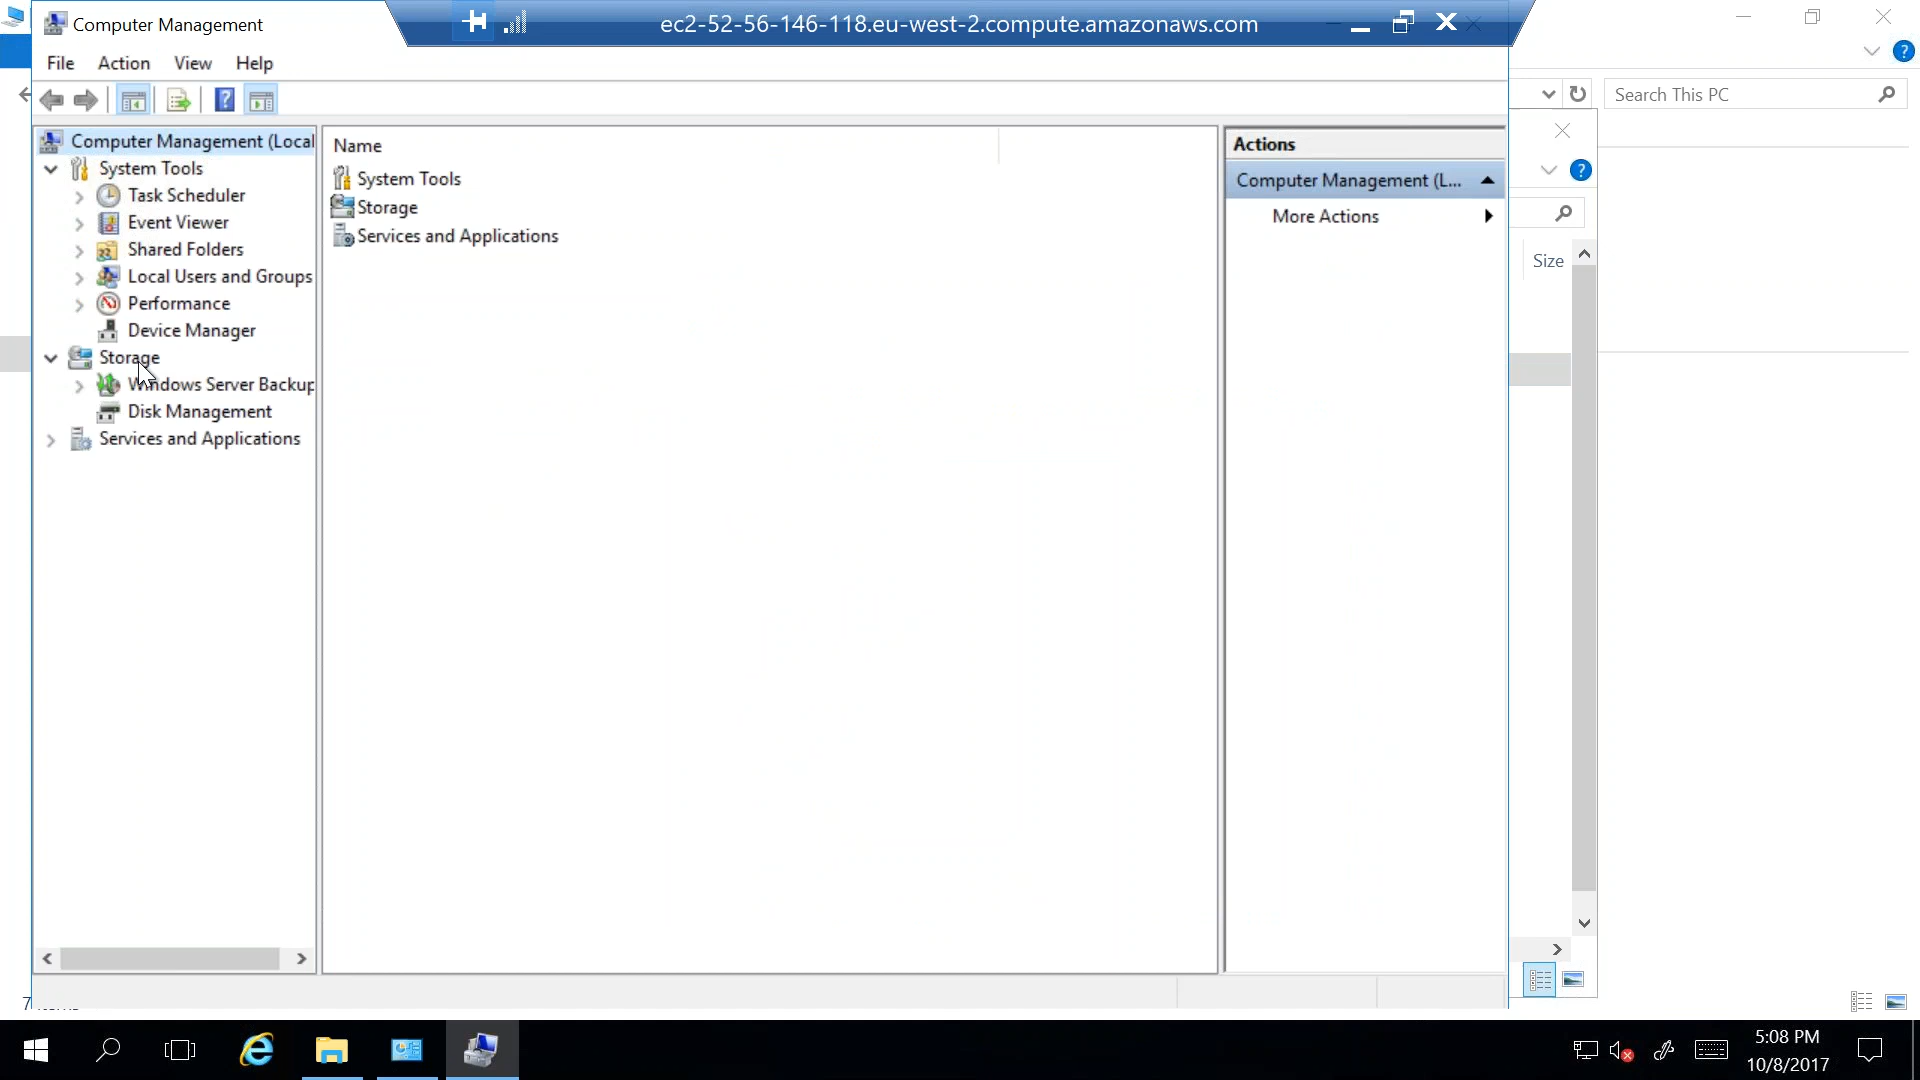 Computer Management
ec2-52-56-146-118.eu-west-2.compute.amazonaws.com
File Action View Help
Search This PC
Computer Management (Local
System Tools
Task Scheduler
Event Viewer
Shared Folders
Local Users and Groups
Performance
Device Manager
Storage
Windows Server Backup
Disk Management
Services and Applications
Name
System Tools
Storage
Services and Applications
Actions
Computer Management (L...
More Actions
Size
7
5:08 PM
10/8/2017